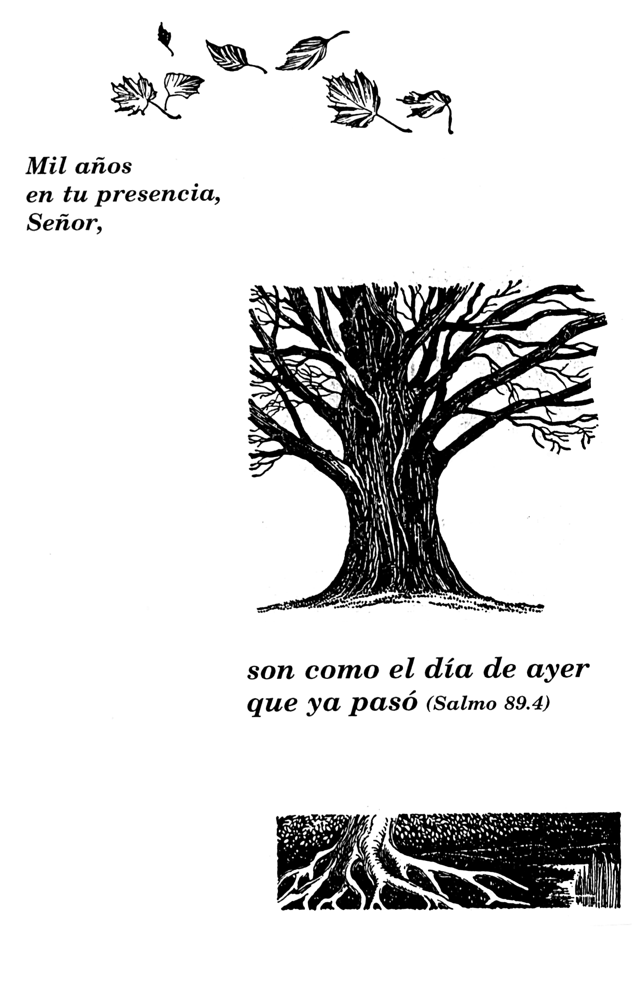 Mil años
en tu presencia,
Señor,
son como el día de ayer
que ya pasó (Salmo 89.4)